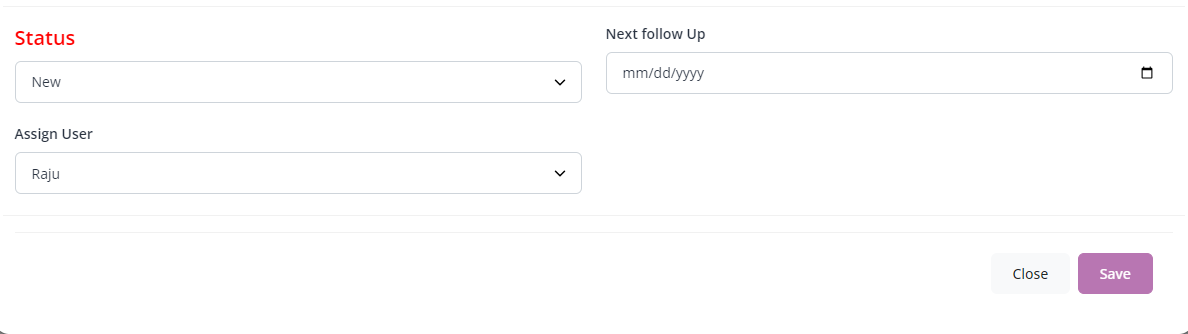 Status
Next follow Up
New
mm/dd/yyyy
Assign User
Raju
Close
Save